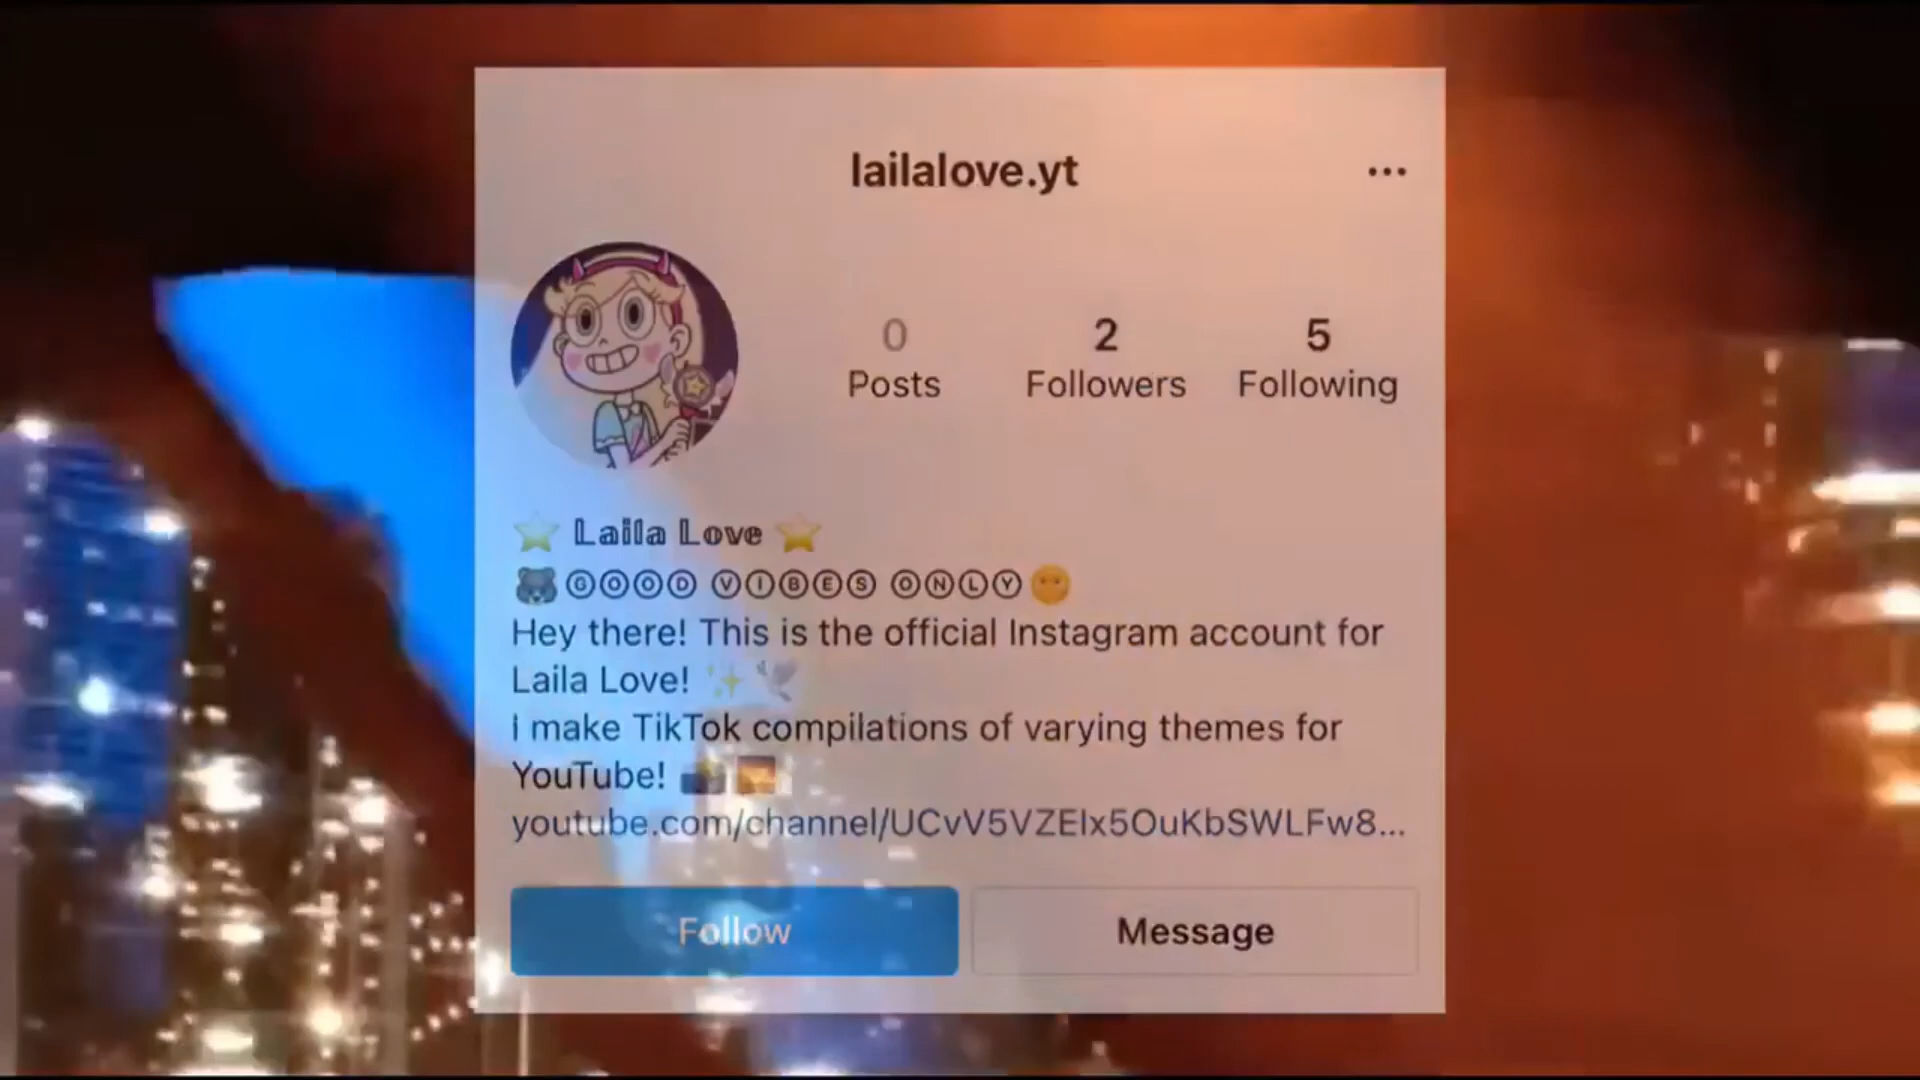 lailalove.yt
0 2 5
Posts Followers Following
⭐ 𝕃𝕒𝕚𝕝𝕒 𝕃𝕠𝕧𝕖 ⭐
🐻 ⒼⓄⓄⒹ ⓋⒾⒷⒺⓈ ⓄⓃⓁⓎ
Hey there! This is the official Instagram account for
Laila Love! ✨🕊
I make TikTok compilations of varying themes for
YouTube! 📸🌅
youtube.com/channel/UCvV5VZEIx5OuKbSWLFw8...
Follow Message